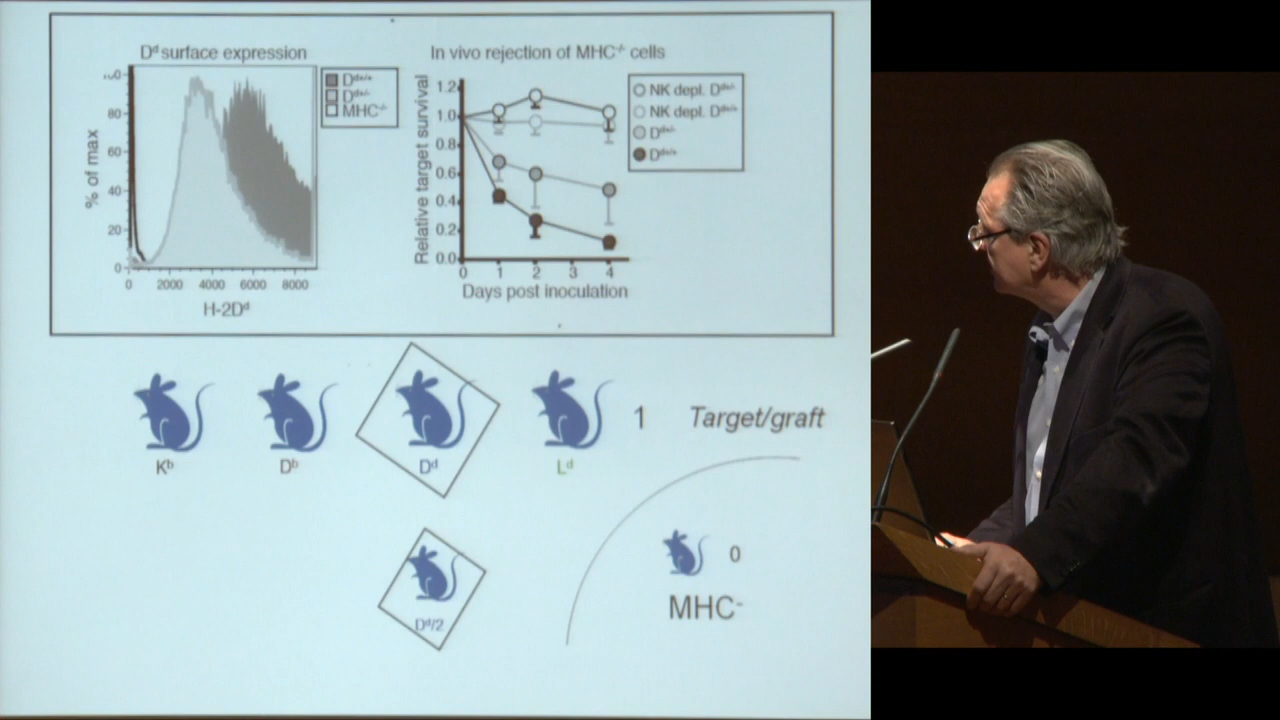 Dᵈ surface expression
Dᵈ⁺/⁺
Dᵈ⁺/⁻
MHC⁻/⁻
% of max
80
60
40
20
0
0 2000 4000 6000 8000
H-2Dᵈ
In vivo rejection of MHC⁻/⁻ cells
NK depl. Dᵈ⁺/⁻
NK depl. Dᵈ⁺/⁺
Dᵈ⁺/⁻
Dᵈ⁺/⁺
Relative target survival
1.2
1.0
0.8
0.6
0.4
0.2
0.0
0 1 2 3 4
Days post inoculation
Kᵇ
Dᵇ
Dᵈ
Lᵈ
1
Target/graft
Dᵈ/2
0
MHC⁻